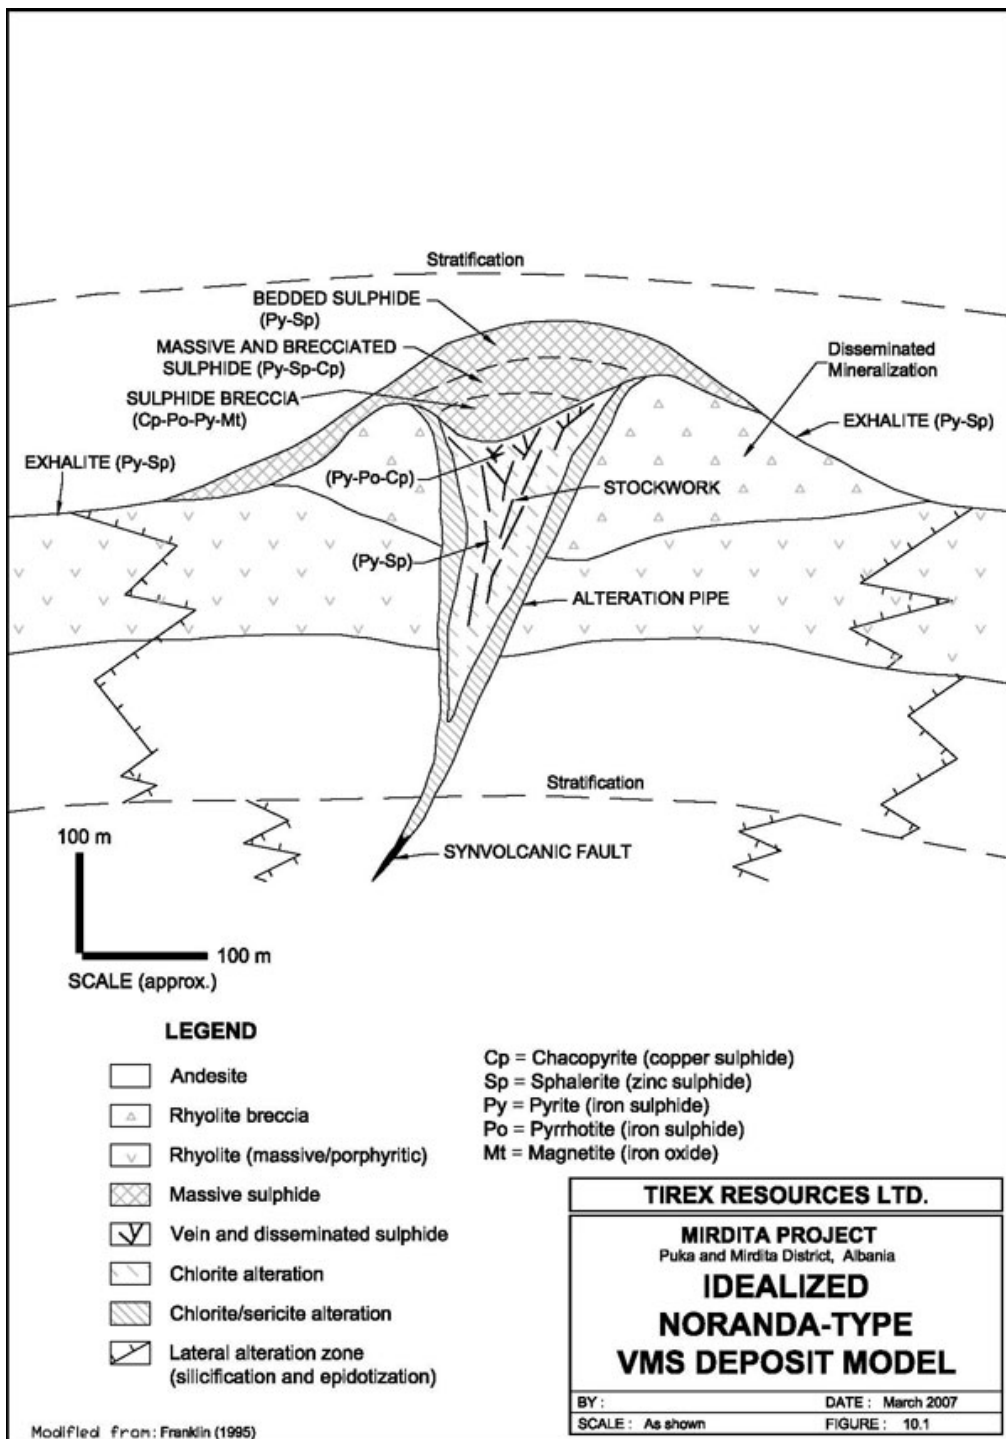 Stratification
BEDDED SULPHIDE
(Py-Sp)
MASSIVE AND BRECCIATED
SULPHIDE (Py-Sp-Cp)
Disseminated
Mineralization
SULPHIDE BRECCIA
(Cp-Po-Py-Mt)
EXHALITE (Py-Sp)
EXHALITE (Py-Sp)
(Py-Po-Cp)
STOCKWORK
(Py-Sp)
ALTERATION PIPE
Stratification
SYNVOLCANIC FAULT
100 m
100 m
SCALE (approx.)
LEGEND
Andesite
Rhyolite breccia
Rhyolite (massive/porphyritic)
Massive sulphide
Vein and disseminated sulphide
Chlorite alteration
Chlorite/sericite alteration
Lateral alteration zone
(silicification and epidotization)
Cp = Chacopyrite (copper sulphide)
Sp = Sphalerite (zinc sulphide)
Py = Pyrite (iron sulphide)
Po = Pyrrhotite (iron sulphide)
Mt = Magnetite (iron oxide)
TIREX RESOURCES LTD.
MIRDITA PROJECT
Puka and Mirdita District, Albania
IDEALIZED
NORANDA-TYPE
VMS DEPOSIT MODEL
BY :
DATE : March 2007
SCALE : As shown
FIGURE : 10.1
Modified from: Franklin (1995)